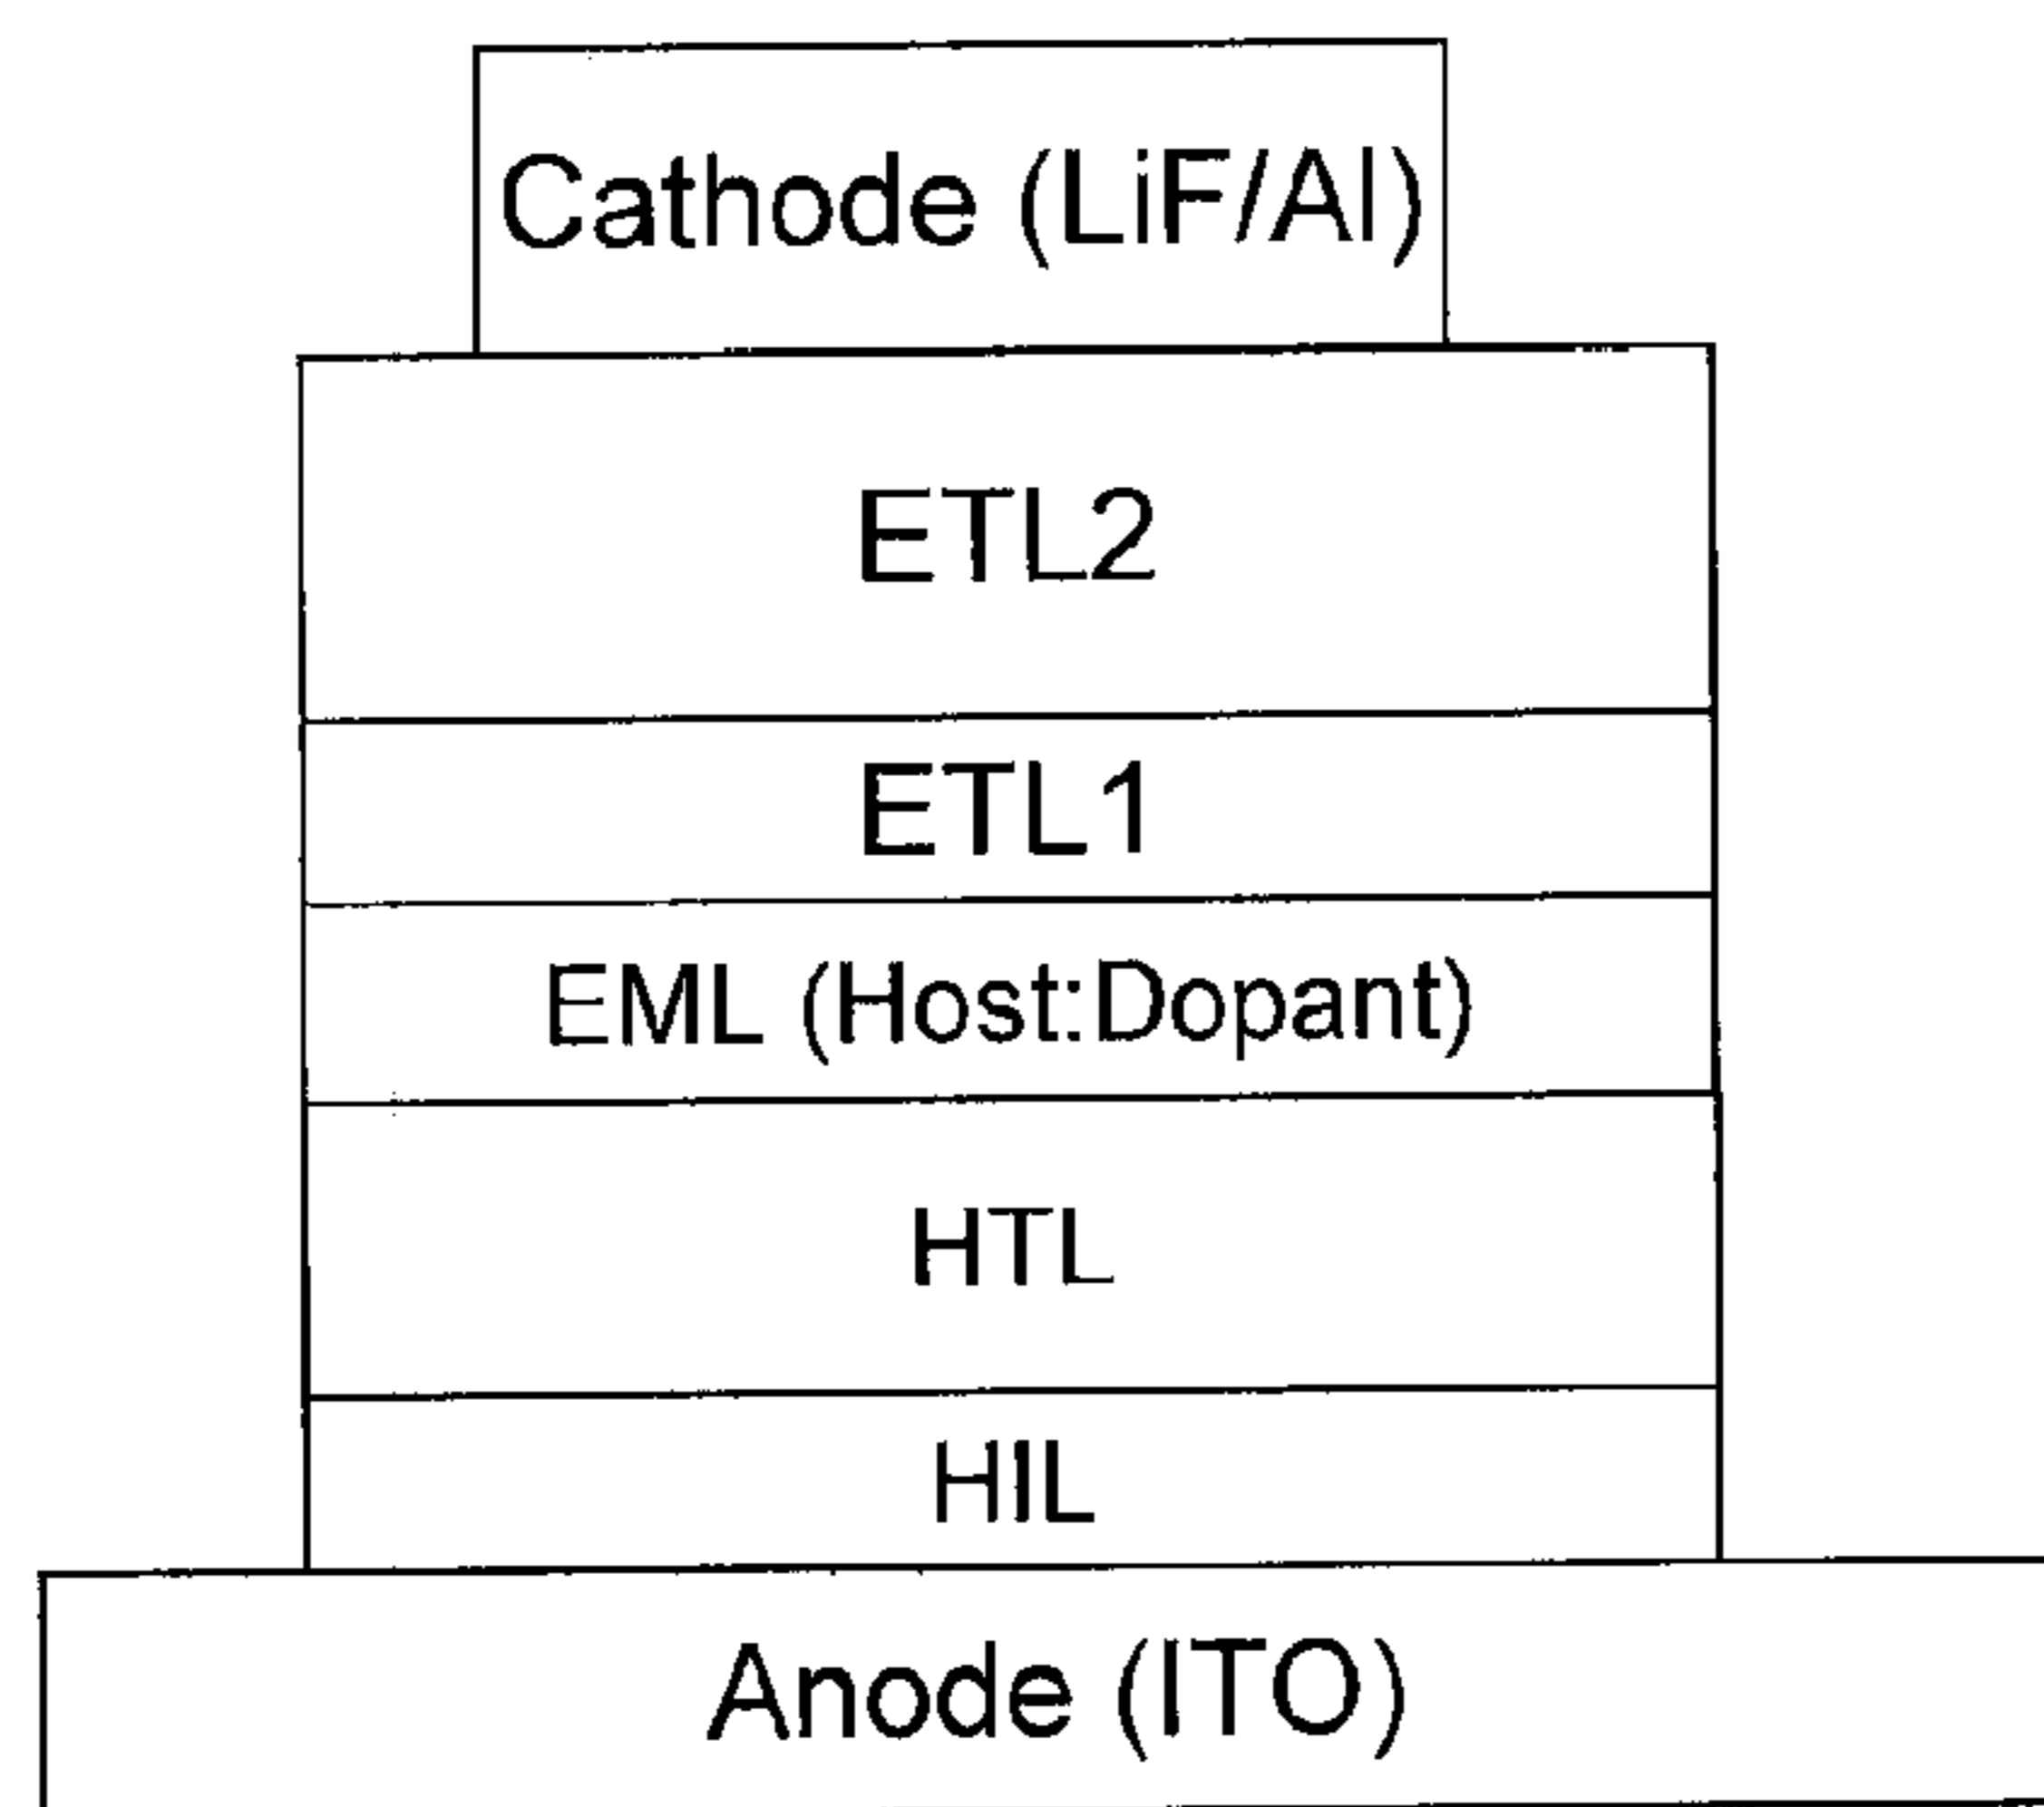 Cathode (LiF/Al)
ETL2
ETL1
EML (Host:Dopant)
HTL
HIL
Anode (ITO)